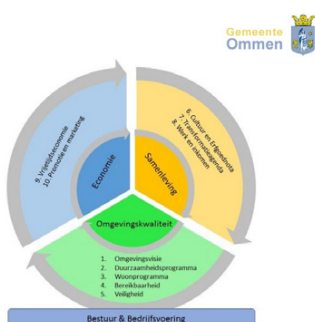 Gemeente
Ommen
9. Vrijetijdseconomie
10. Promotie en marketing
Economie
6. Cultuur en Erfgoednota
7. Transformatieagenda
8. Werk en inkomen
Samenleving
Omgevingskwaliteit
1. Omgevingsvisie
2. Duurzaamheidsprogramma
3. Woonprogramma
4. Bereikbaarheid
5. Veiligheid
Bestuur & Bedrijfsvoering